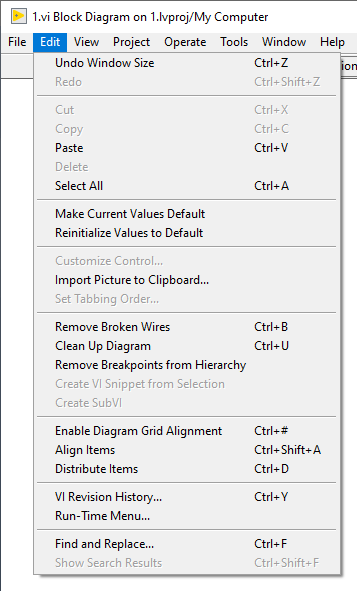 1.vi Block Diagram on 1.lvproj/My Computer
File Edit View Project Operate Tools Window Help
Undo Window Size Ctrl+Z
Redo Ctrl+Shift+Z
Cut Ctrl+X
Copy Ctrl+C
Paste Ctrl+V
Delete
Select All Ctrl+A
Make Current Values Default
Reinitialize Values to Default
Customize Control...
Import Picture to Clipboard...
Set Tabbing Order...
Remove Broken Wires Ctrl+B
Clean Up Diagram Ctrl+U
Remove Breakpoints from Hierarchy
Create VI Snippet from Selection
Create SubVI
Enable Diagram Grid Alignment Ctrl+#
Align Items Ctrl+Shift+A
Distribute Items Ctrl+D
VI Revision History... Ctrl+Y
Run-Time Menu...
Find and Replace... Ctrl+F
Show Search Results Ctrl+Shift+F